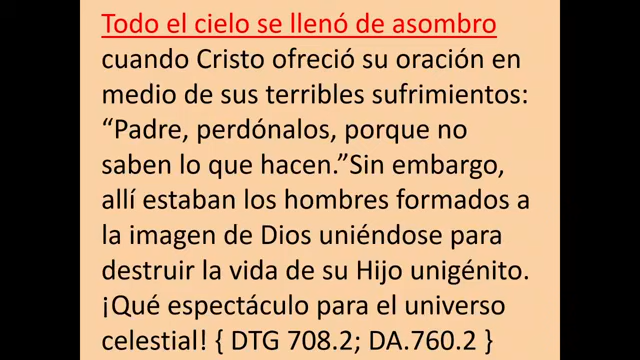 Todo el cielo se llenó de asombro
cuando Cristo ofreció su oración en
medio de sus terribles sufrimientos:
“Padre, perdónalos, porque no
saben lo que hacen.”Sin embargo,
allí estaban los hombres formados a
la imagen de Dios uniéndose para
destruir la vida de su Hijo unigénito.
¡Qué espectáculo para el universo
celestial! { DTG 708.2; DA.760.2 }